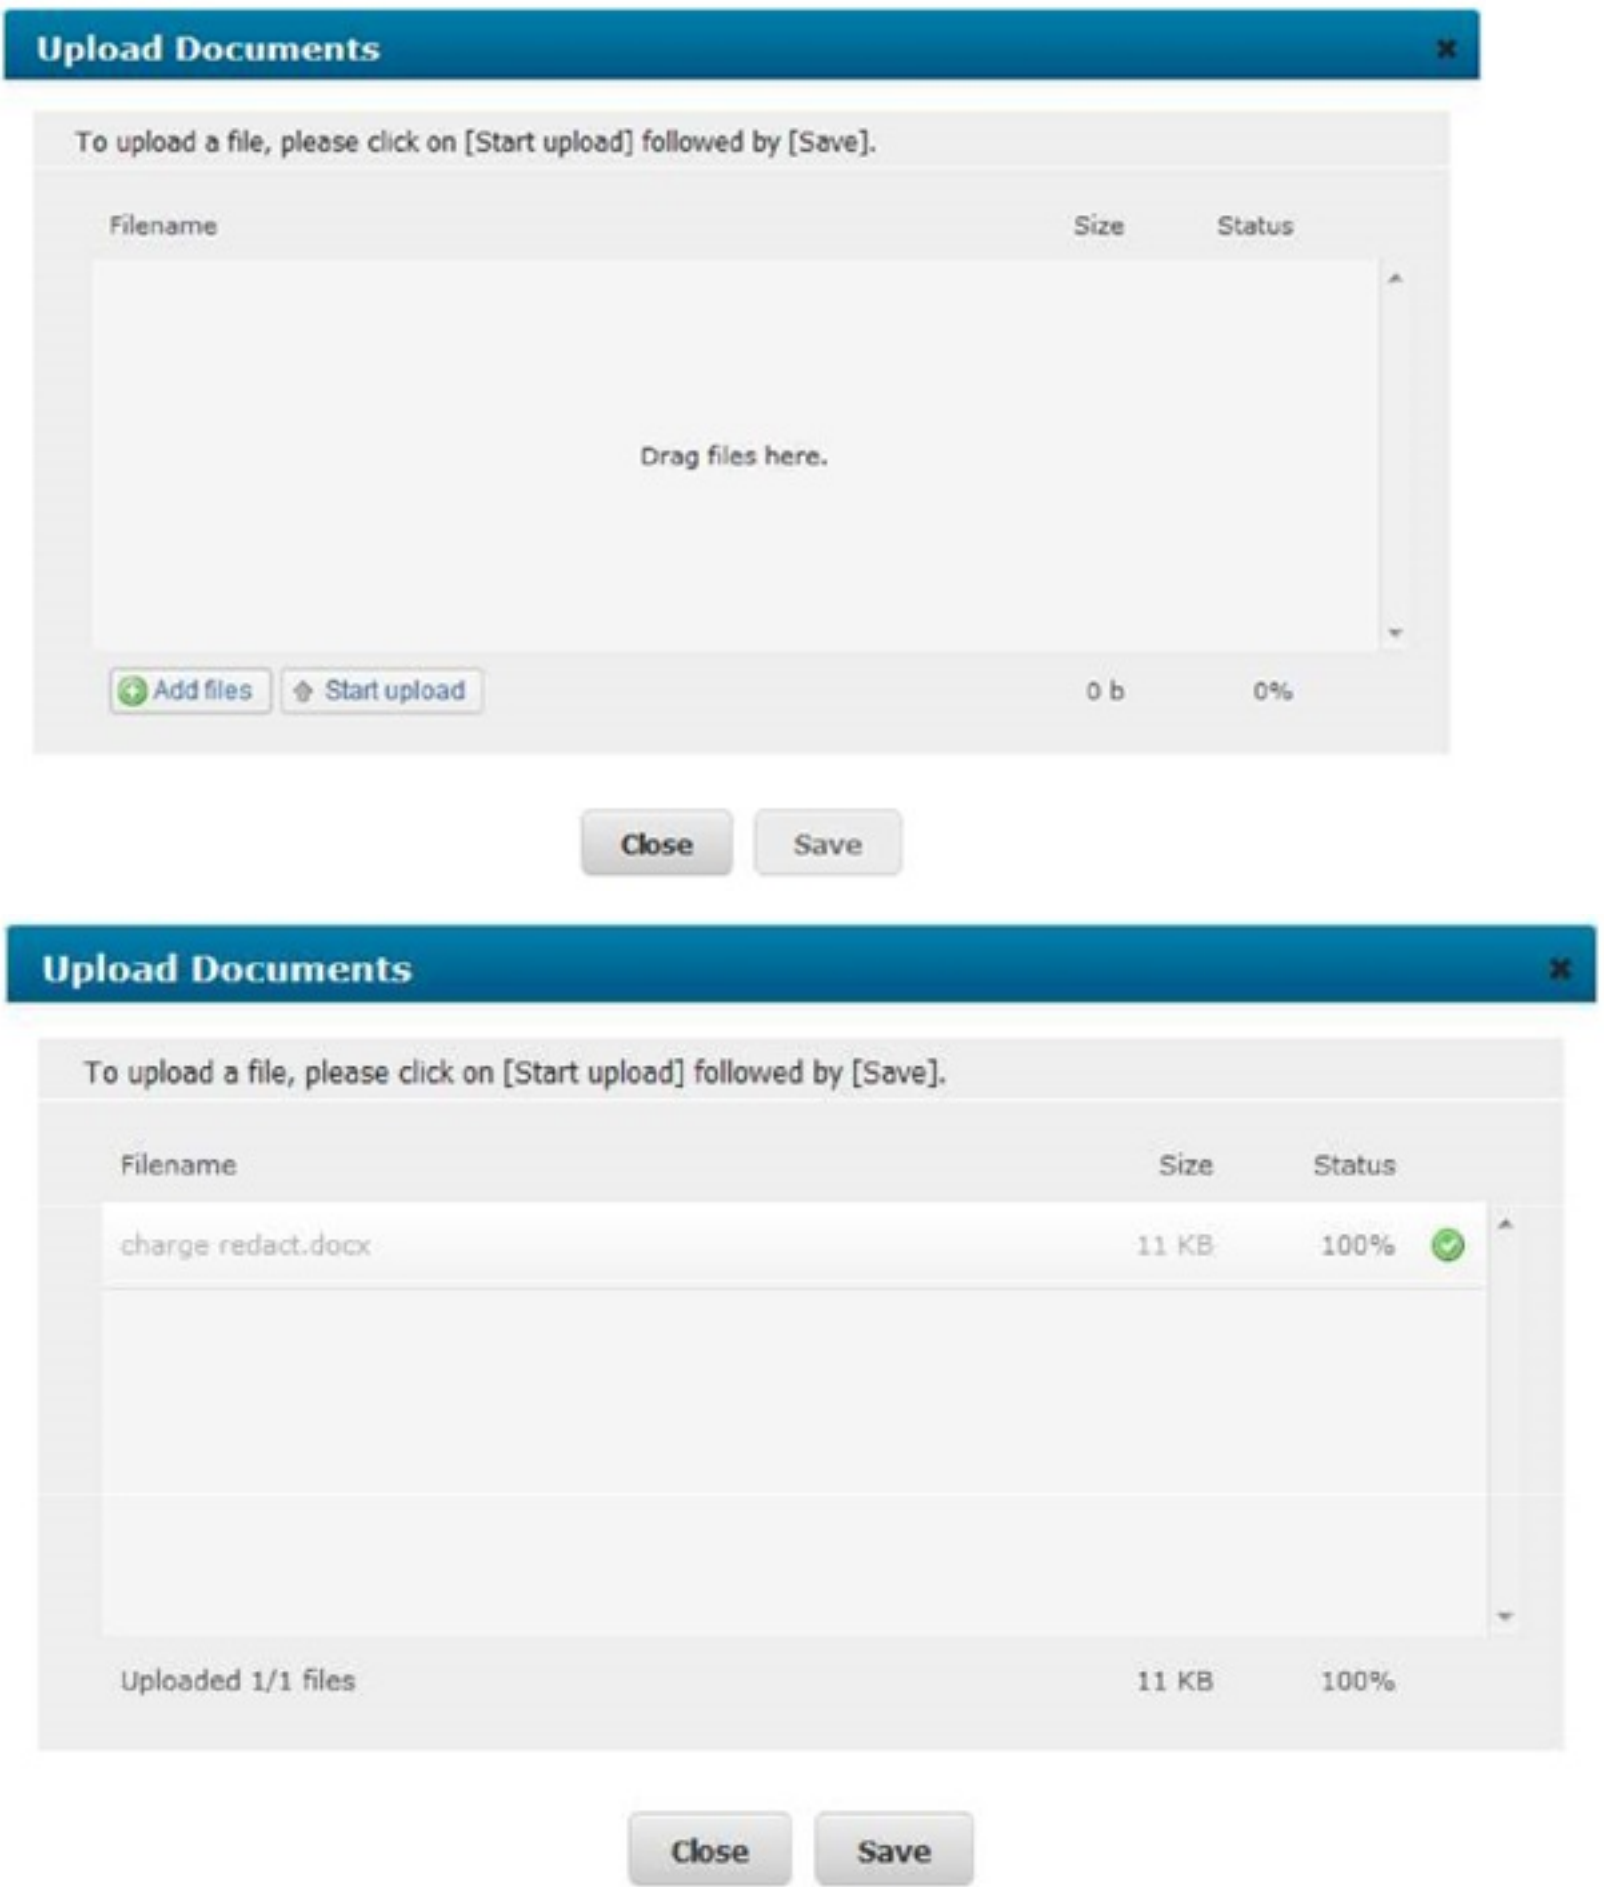 Upload Documents
To upload a file, please click on [Start upload] followed by [Save].
Filename Size Status
Drag files here.
Add files Start upload 0 b 0%
Close Save
Upload Documents
To upload a file, please click on [Start upload] followed by [Save].
Filename Size Status
charge redact.docx 11 KB 100%
Uploaded 1/1 files 11 KB 100%
Close Save